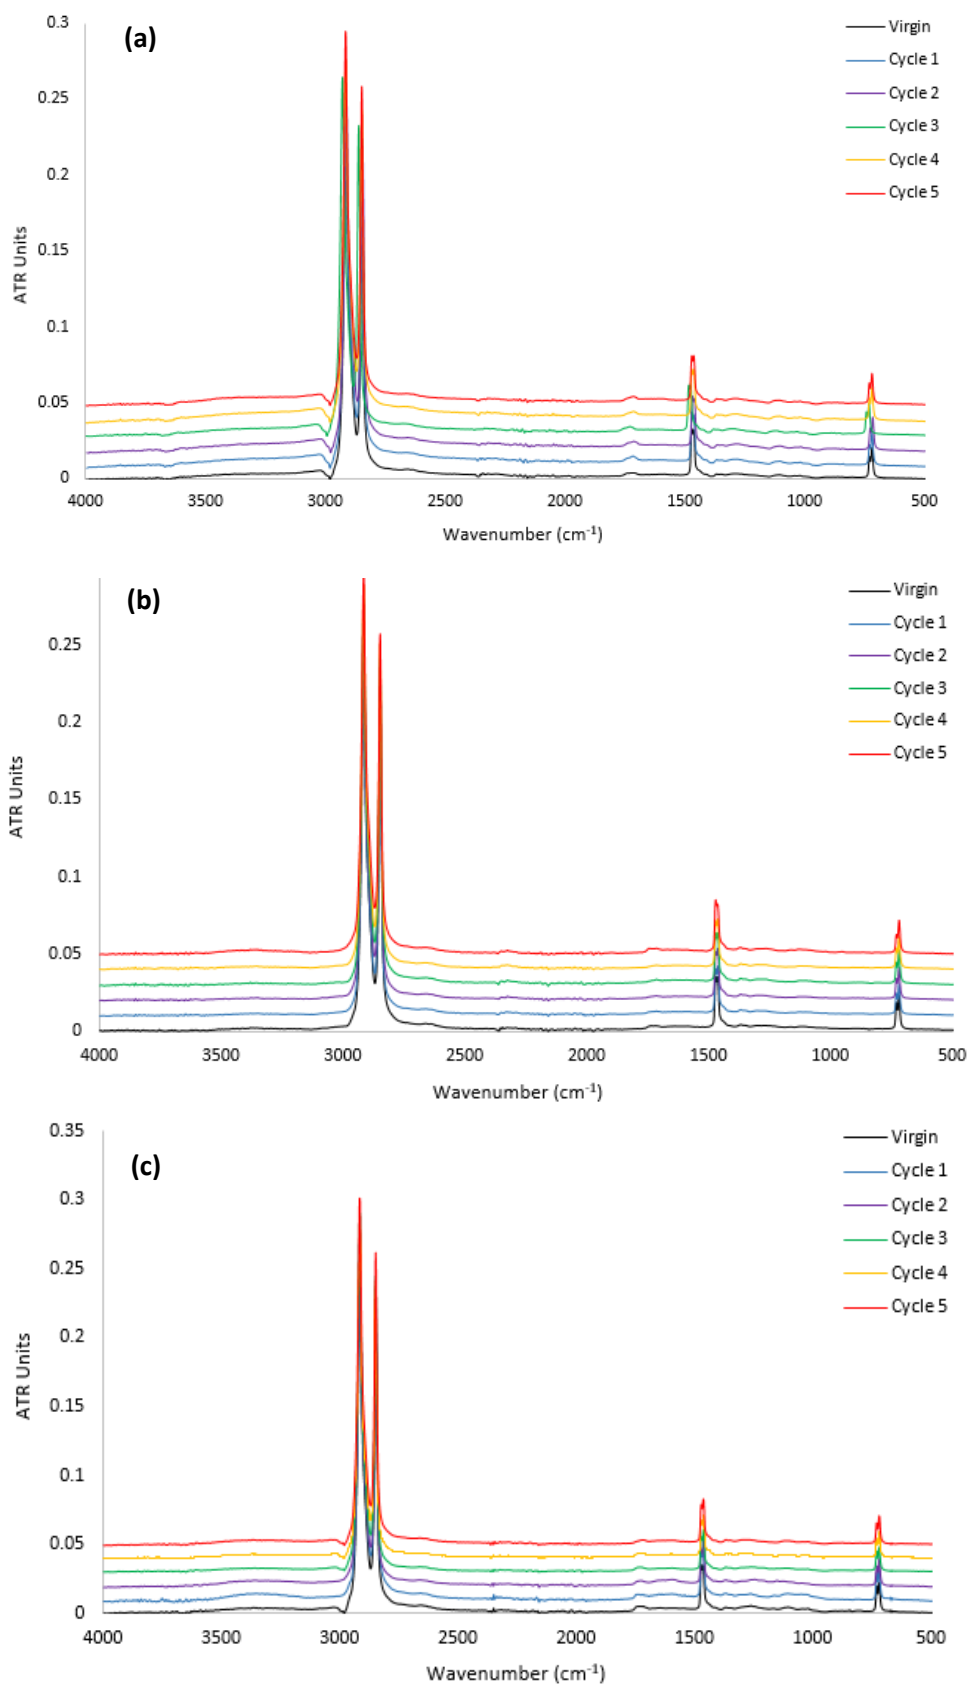 (a)
0.3
0.25
0.2
0.15
0.1
0.05
0
ATR Units
4000 3500 3000 2500 2000 1500 1000 500
Wavenumber (cm⁻¹)
Virgin
Cycle 1
Cycle 2
Cycle 3
Cycle 4
Cycle 5
(b)
0.25
0.2
0.15
0.1
0.05
0
ATR Units
4000 3500 3000 2500 2000 1500 1000 500
Wavenumber (cm⁻¹)
Virgin
Cycle 1
Cycle 2
Cycle 3
Cycle 4
Cycle 5
(c)
0.35
0.3
0.25
0.2
0.15
0.1
0.05
0
ATR Units
4000 3500 3000 2500 2000 1500 1000 500
Wavenumber (cm⁻¹)
Virgin
Cycle 1
Cycle 2
Cycle 3
Cycle 4
Cycle 5